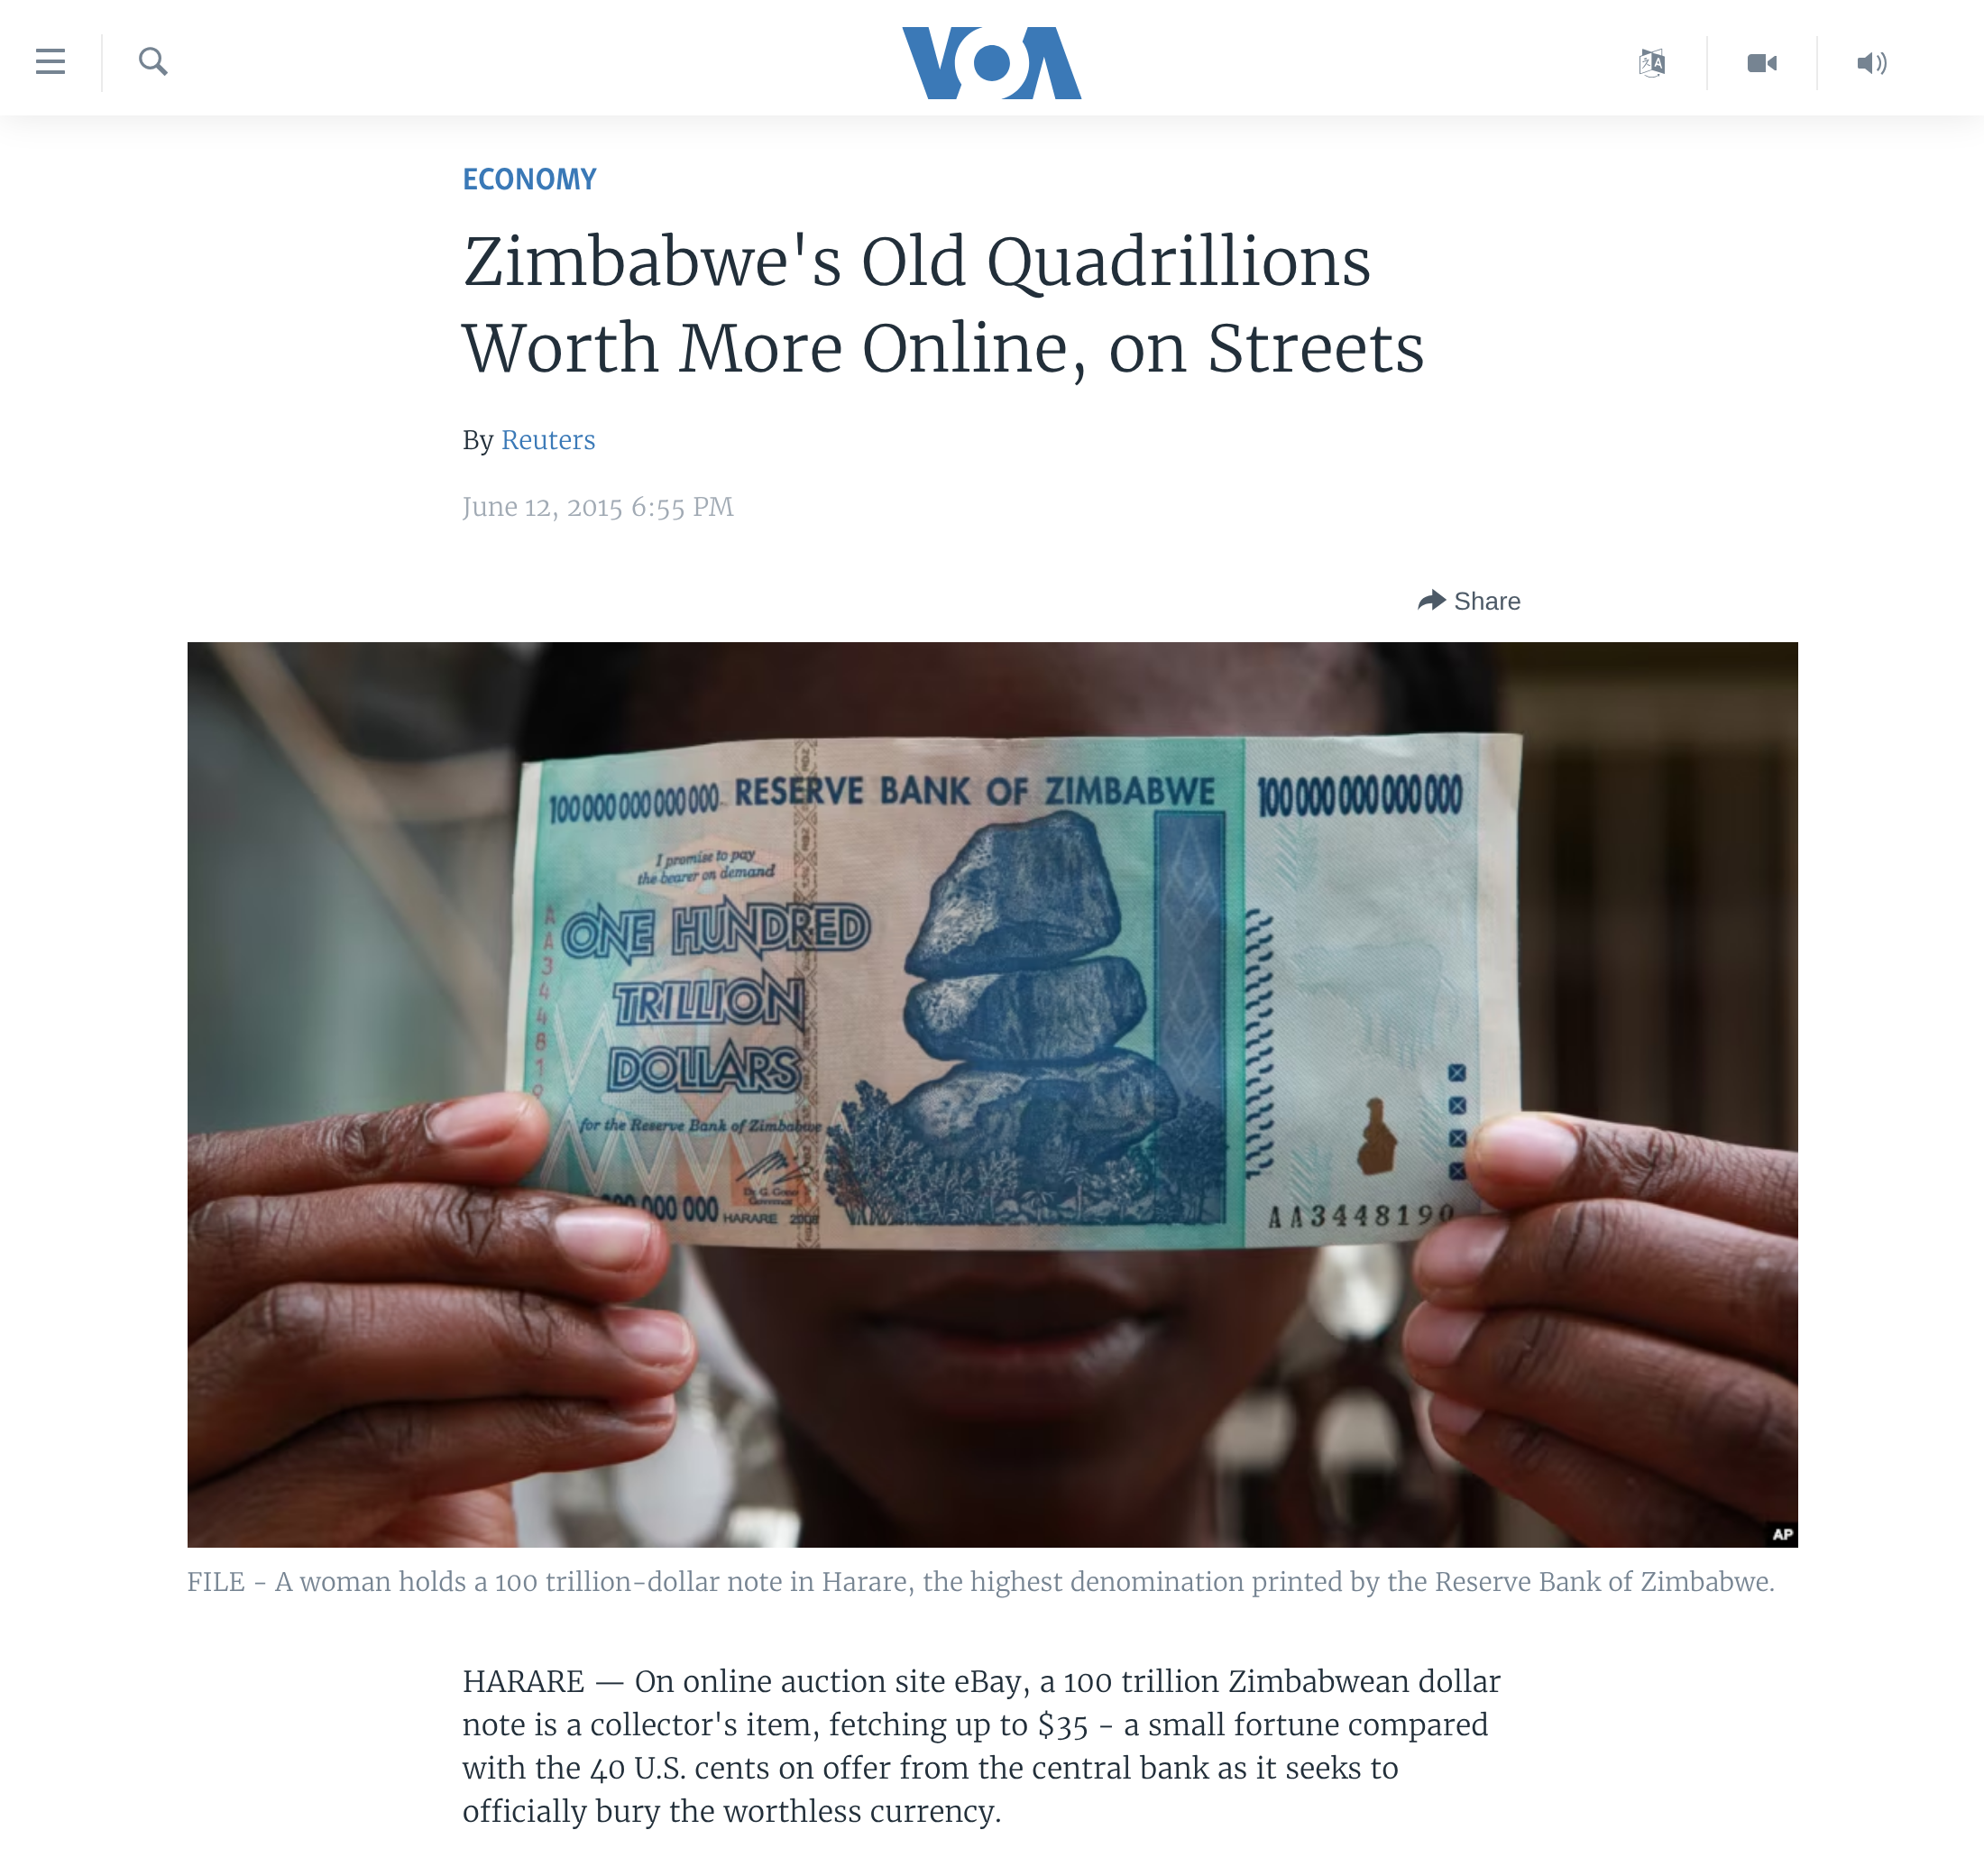 VOA
ECONOMY
Zimbabwe's Old Quadrillions
Worth More Online, on Streets
By Reuters
June 12, 2015 6:55 PM
Share
100 000 000 000 000 RESERVE BANK OF ZIMBABWE 100 000 000 000 000
I promise to pay
the bearer on demand
ONE HUNDRED
TRILLION
DOLLARS
for the Reserve Bank of Zimbabwe
Dr. G. Gono
Governor
000 000 HARARE 2008
AA3448190
AP
FILE - A woman holds a 100 trillion-dollar note in Harare, the highest denomination printed by the Reserve Bank of Zimbabwe.
HARARE — On online auction site eBay, a 100 trillion Zimbabwean dollar
note is a collector's item, fetching up to $35 - a small fortune compared
with the 40 U.S. cents on offer from the central bank as it seeks to
officially bury the worthless currency.